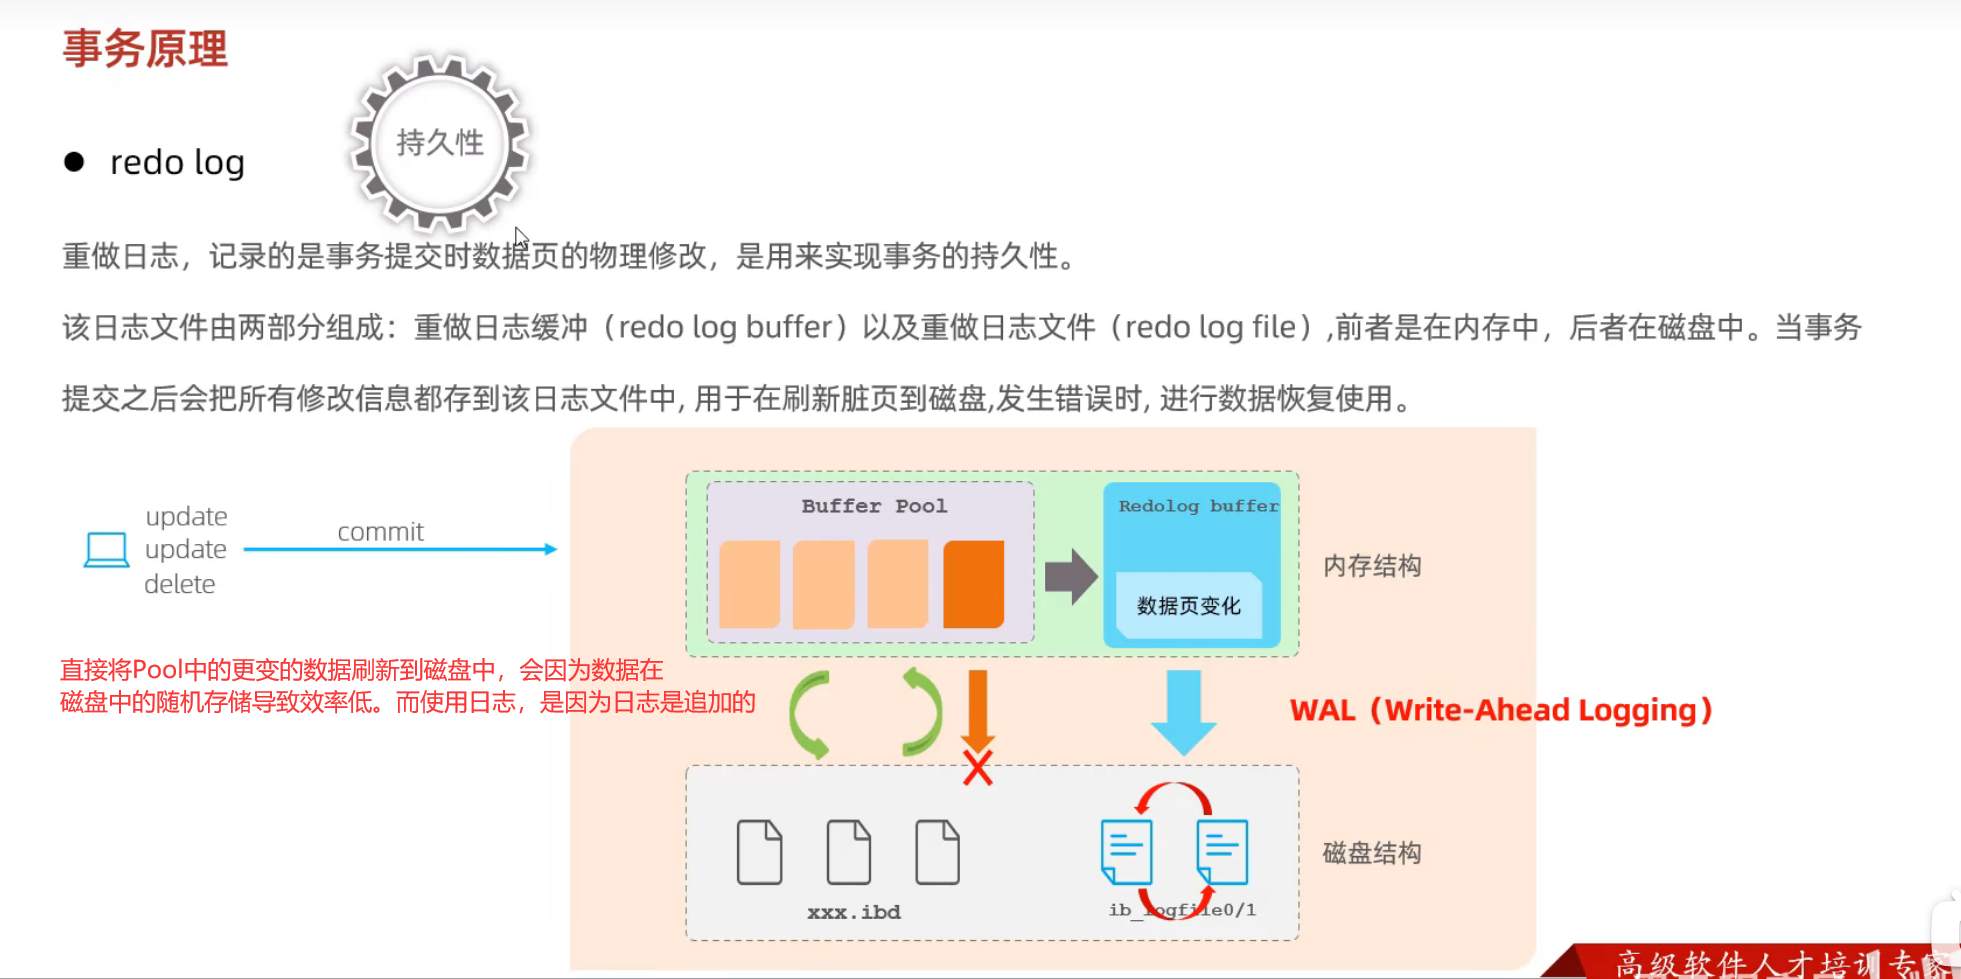 事务原理
持久性
redo log
重做日志，记录的是事务提交时数据页的物理修改，是用来实现事务的持久性。
该日志文件由两部分组成：重做日志缓冲（redo log buffer）以及重做日志文件（redo log file）,前者是在内存中，后者在磁盘中。当事务
提交之后会把所有修改信息都存到该日志文件中, 用于在刷新脏页到磁盘,发生错误时, 进行数据恢复使用。
update
update
delete
commit
Buffer Pool
Redolog buffer
数据页变化
内存结构
直接将Pool中的更变的数据刷新到磁盘中，会因为数据在
磁盘中的随机存储导致效率低。而使用日志，是因为日志是追加的
WAL（Write-Ahead Logging）
xxx.ibd
ib_logfile0/1
磁盘结构
高级软件人才培训专家